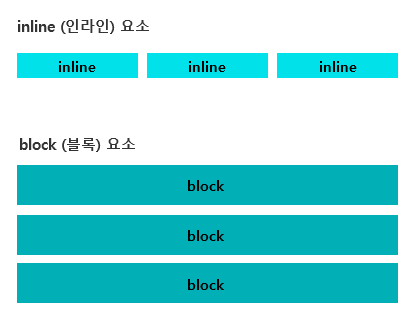 inline (인라인) 요소
inline inline inline
block (블록) 요소
block
block
block